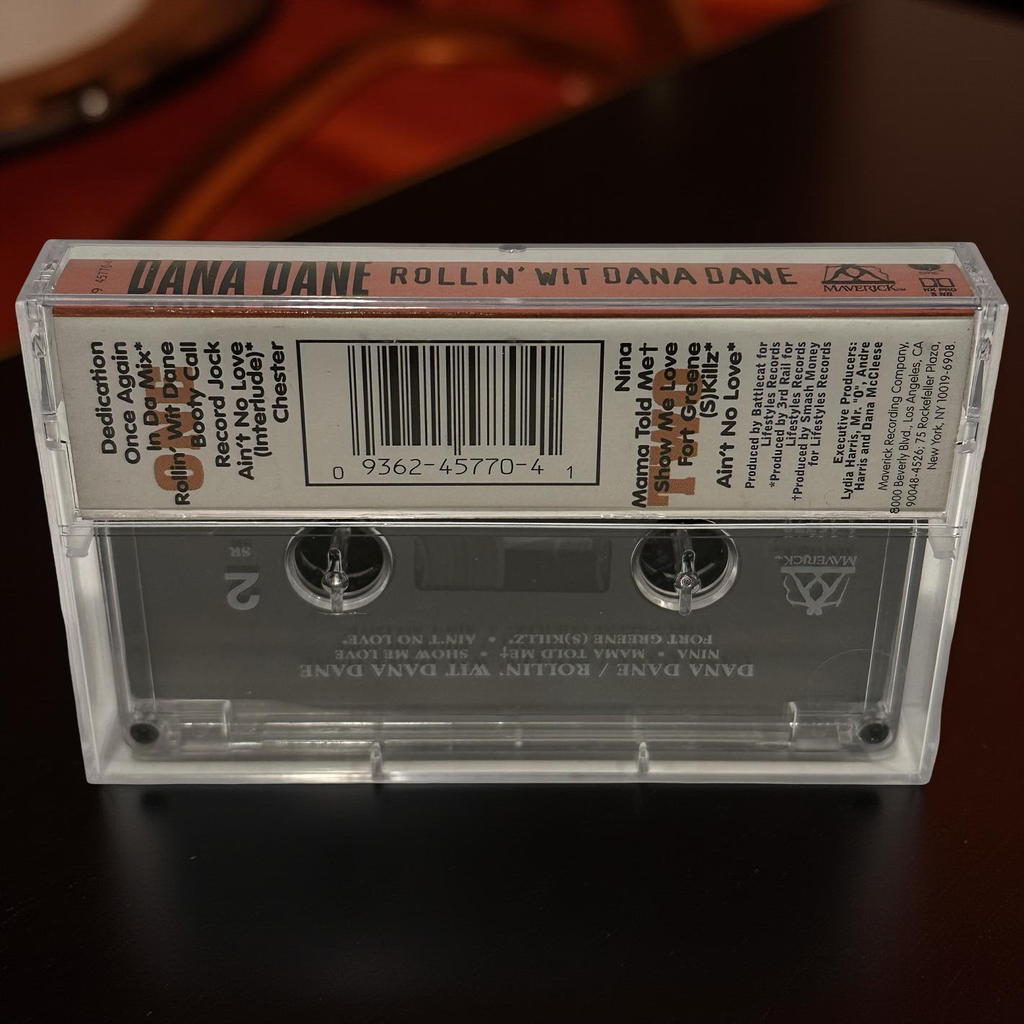 9 45770-4
DANA DANE ROLLIN' WIT DANA DANE
MAVERICK
ONE
Dedication
Once Again
In Da Mix*
Rollin' Wit Dane
Booty Call
Record Jock
Ain't No Love
(Interlude)*
Chester
0 9362-45770-4 1
TWO
Nina
Mama Told Me†
Show Me Love
Fort Greene
(S)Killz*
Ain't No Love*
Produced by Battlecat for
Lifestyles Records
*Produced by 3rd Rail for
Lifestyles Records
†Produced by Smash Money
for Lifestyles Records
Executive Producers:
Lydia Harris, Mr. "O", Andre
Harris and Dana McCleese
Maverick Recording Company,
8000 Beverly Blvd., Los Angeles, CA
90048-4526; 75 Rockefeller Plaza,
New York, NY 10019-6908.
DANA DANE / ROLLIN' WIT DANA DANE
NINA • MAMA TOLD ME† • SHOW ME LOVE
FORT GREENE (S)KILLZ* • AIN'T NO LOVE*
2
SR
MAVERICK